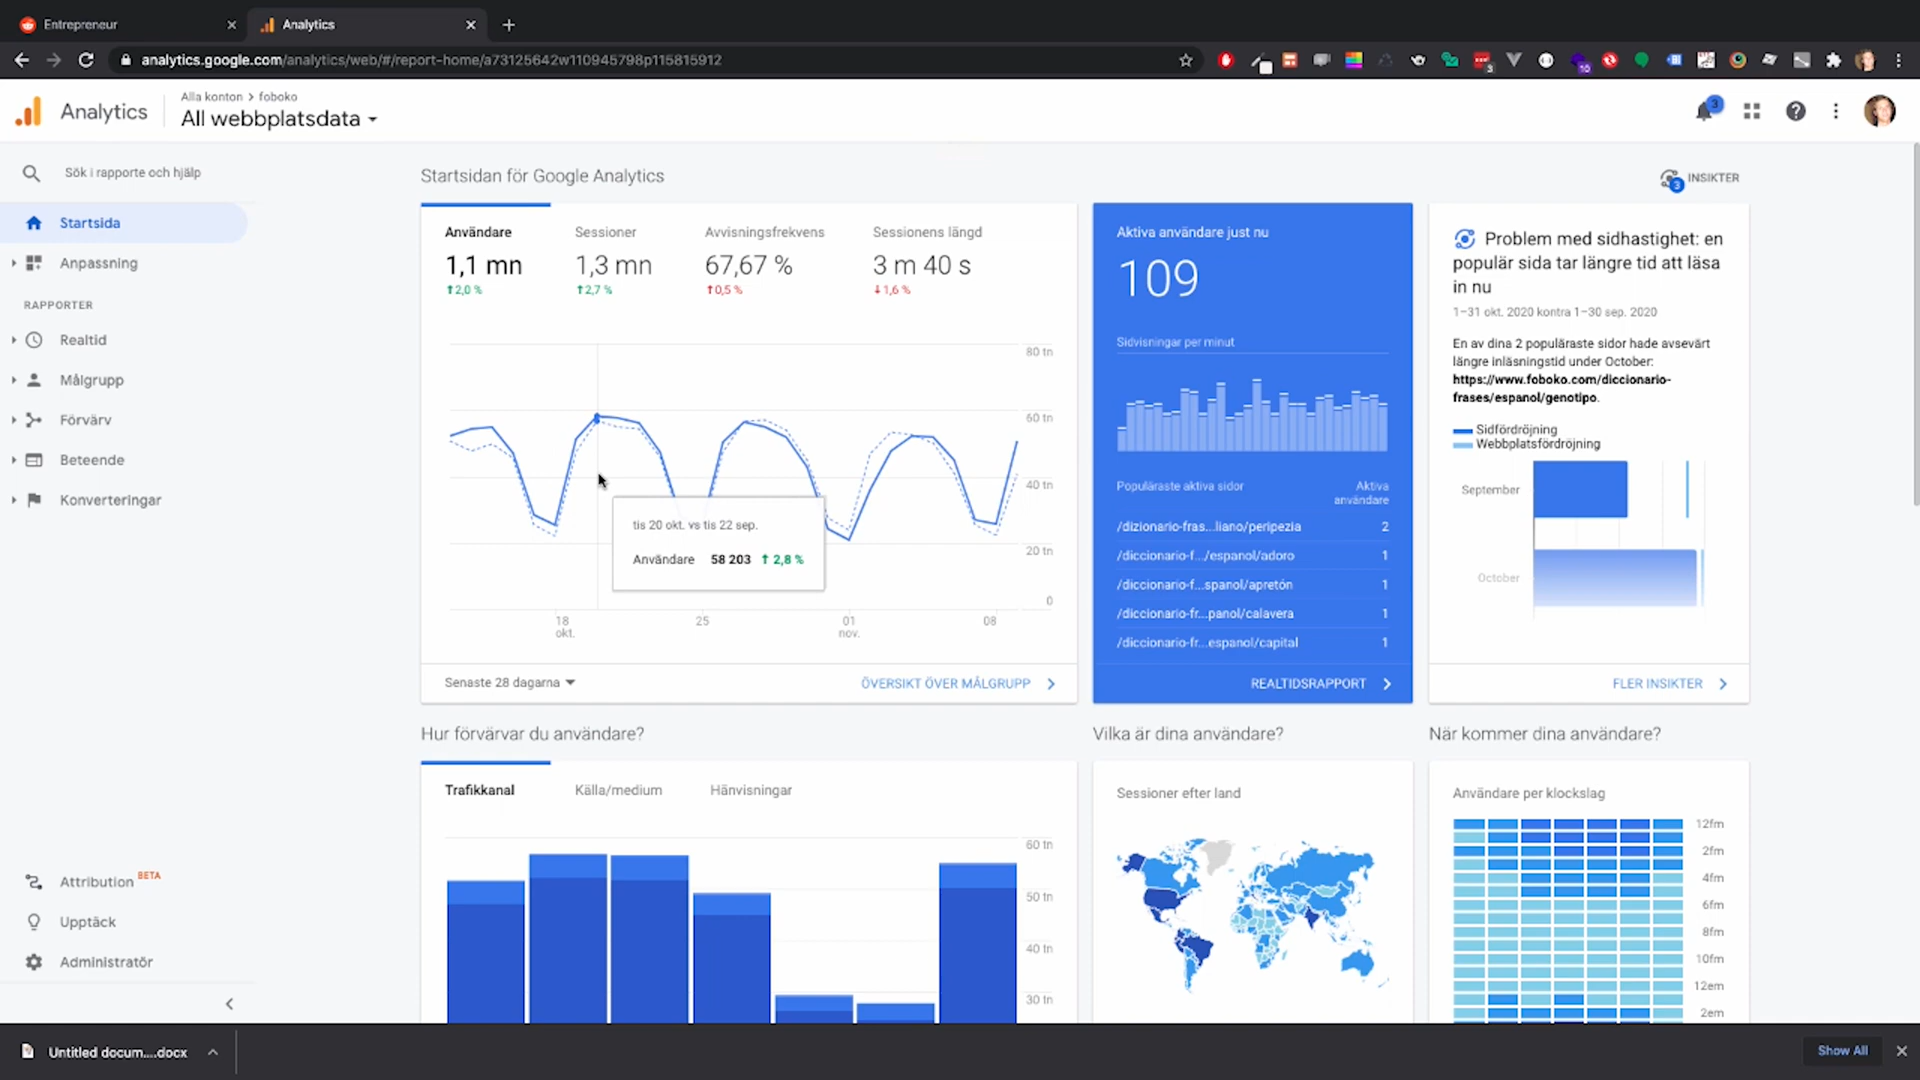 Entrepreneur
Analytics
analytics.google.com/analytics/web/#/report-home/a73125642w110945798p115815912
3
10
Analytics
Alla konton > foboko
All webbplatsdata
3
Sök i rapporter och hjälp
Startsida
Anpassning
RAPPORTER
Realtid
Målgrupp
Förvärv
Beteende
Konverteringar
Attribution BETA
Upptäck
Administratör
Startsidan för Google Analytics
3
INSIKTER
Användare
1,1 mn
2,0 %
Sessioner
1,3 mn
2,7 %
Avvisningsfrekvens
67,67 %
0,5 %
Sessionens längd
3 m 40 s
1,6 %
80 tn
60 tn
40 tn
20 tn
0
tis 20 okt. vs tis 22 sep.
Användare 58 203 2,8 %
18
okt.
25
01
nov.
08
Senaste 28 dagarna
ÖVERSIKT ÖVER MÅLGRUPP
Aktiva användare just nu
109
Sidvisningar per minut
Populäraste aktiva sidor
Aktiva
användare
/dizionario-fras...liano/peripezia 2
/diccionario-f.../espanol/adoro 1
/diccionario-f...spanol/apretón 1
/diccionario-fr...panol/calavera 1
/diccionario-fr...espanol/capital 1
REALTIDSRAPPORT
Problem med sidhastighet: en
populär sida tar längre tid att läsa
in nu
1–31 okt. 2020 kontra 1–30 sep. 2020
En av dina 2 populäraste sidor hade avsevärt
längre inläsningstid under October:
https://www.foboko.com/diccionario-
frases/espanol/genotipo.
Sidfördröjning
Webbplatsfördröjning
September
October
FLER INSIKTER
Hur förvärvar du användare?
Trafikkanal
Källa/medium
Hänvisningar
60 tn
50 tn
40 tn
30 tn
Vilka är dina användare?
Sessioner efter land
När kommer dina användare?
Användare per klockslag
12fm
2fm
4fm
6fm
8fm
10fm
12em
2em
Untitled docum....docx
Show All